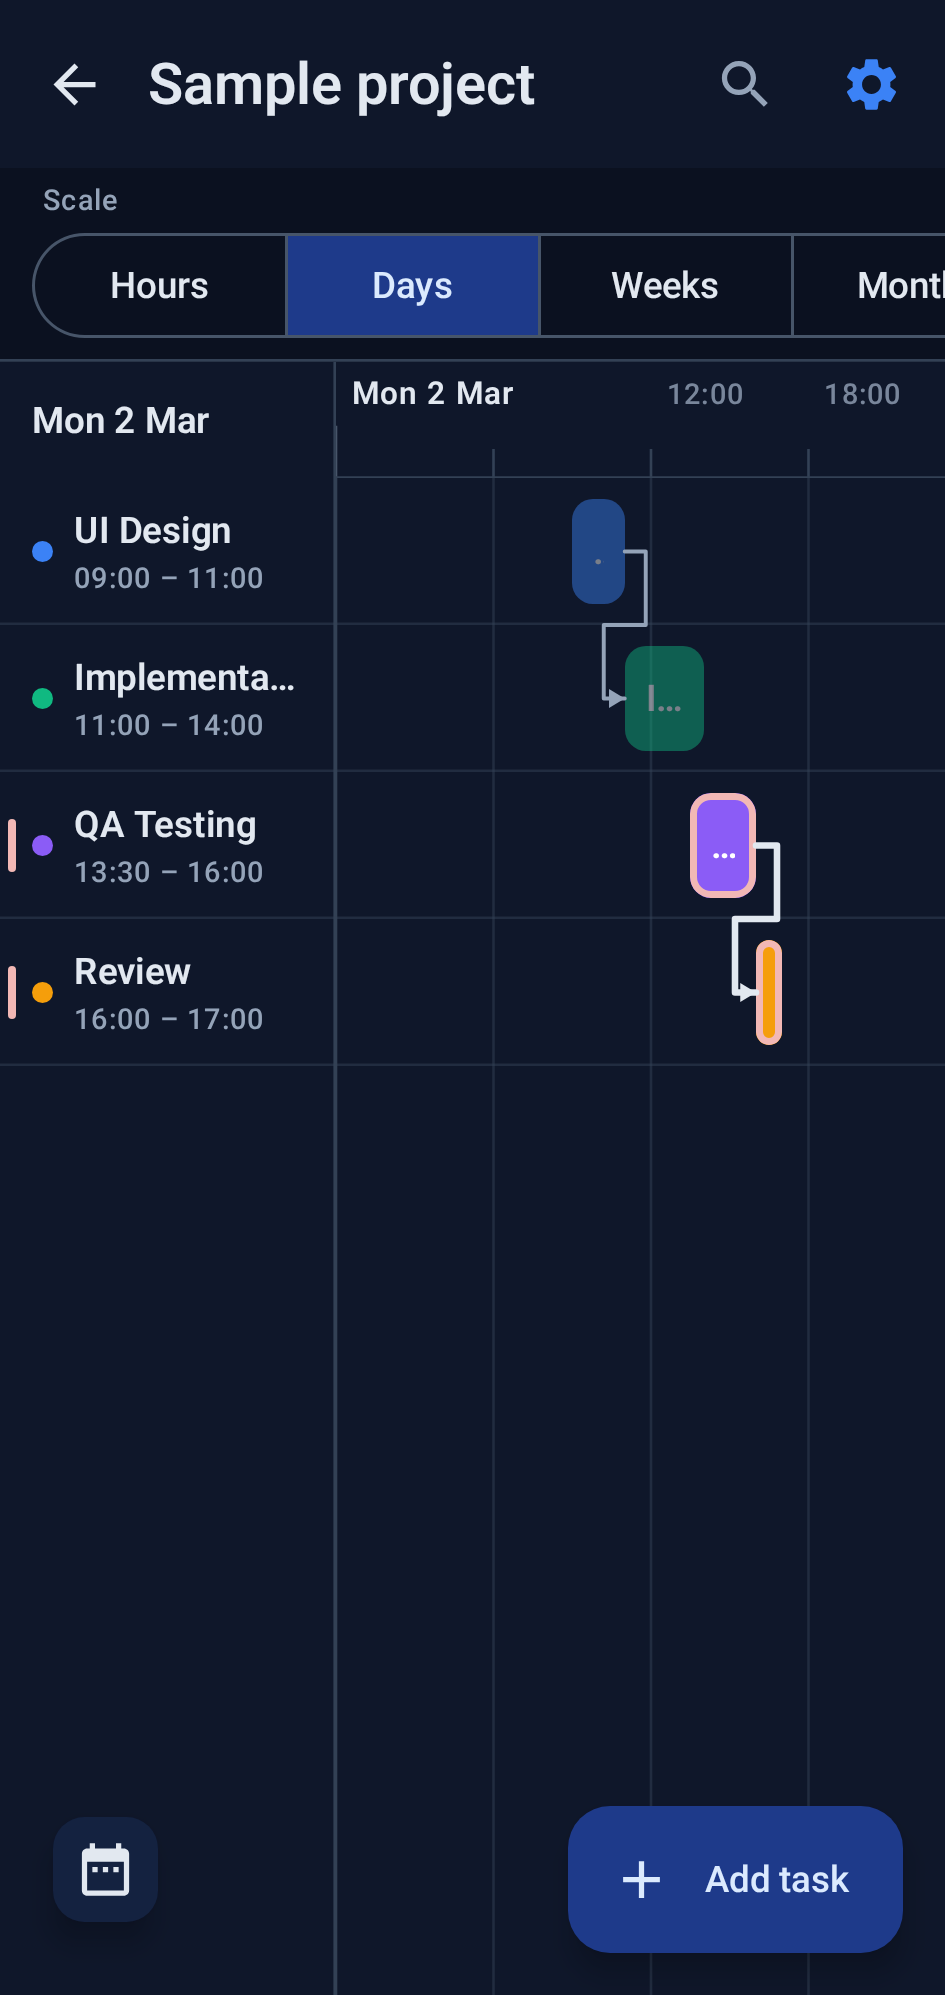 Sample project
Scale
Hours
Days
Weeks
Mont
Mon 2 Mar
Mon 2 Mar
12:00
18:00
UI Design
09:00 – 11:00
.
Implementa...
11:00 – 14:00
I...
QA Testing
13:30 – 16:00
...
Review
16:00 – 17:00
Add task